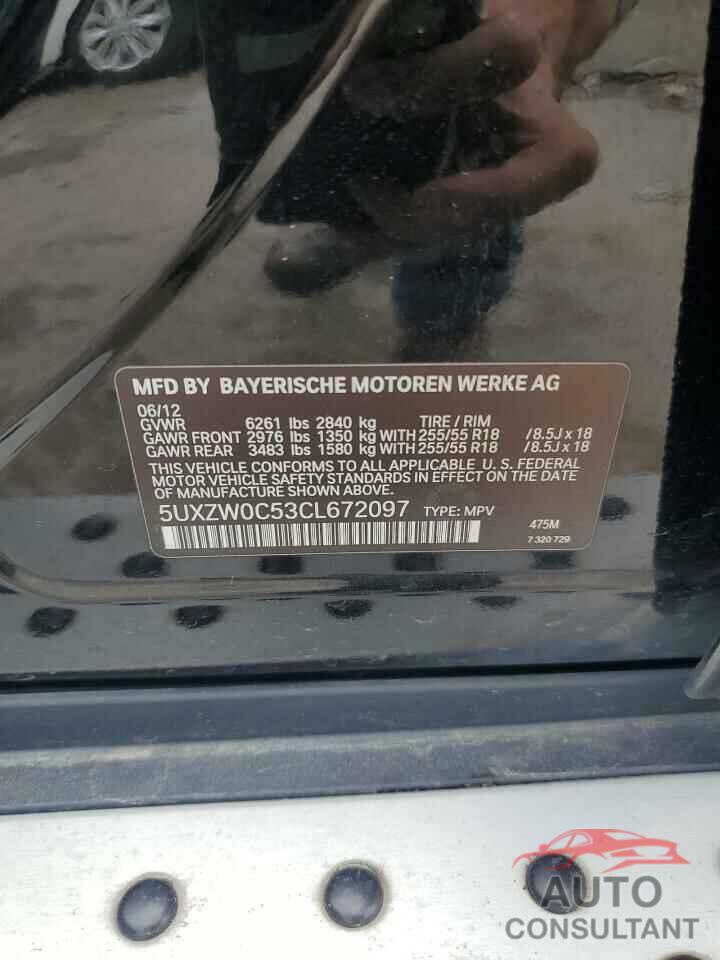 MFD BY BAYERISCHE MOTOREN WERKE AG
06/12
GVWR 6261 lbs 2840 kg TIRE / RIM
GAWR FRONT 2976 lbs 1350 kg WITH 255/55 R18 / 8.5J x 18
GAWR REAR 3483 lbs 1580 kg WITH 255/55 R18 / 8.5J x 18
THIS VEHICLE CONFORMS TO ALL APPLICABLE U. S. FEDERAL
MOTOR VEHICLE SAFETY STANDARDS IN EFFECT ON THE DATE
OF MANUFACTURE SHOWN ABOVE.
5UXZW0C53CL672097 TYPE: MPV
475M
7 320 729
AUTO
CONSULTANT